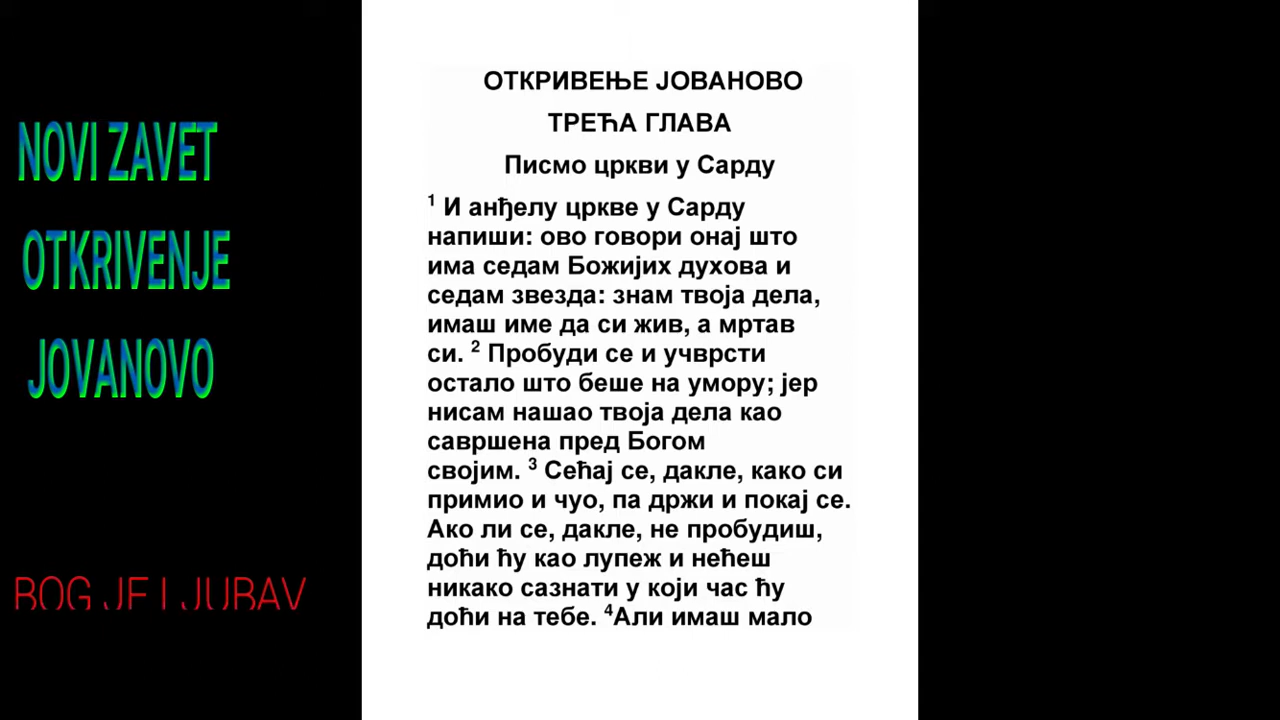 NOVI ZAVET
OTKRIVENJE
JOVANOVO
BOG JE LJUBAV
ОТКРИВЕЊЕ ЈОВАНОВО
ТРЕЋА ГЛАВА
Писмо цркви у Сарду
¹ И анђелу цркве у Сарду
напиши: ово говори онај што
има седам Божијих духова и
седам звезда: знам твоја дела,
имаш име да си жив, а мртав
си. ² Пробуди се и учврсти
остало што беше на умору; јер
нисам нашао твоја дела као
савршена пред Богом
својим. ³ Сећај се, дакле, како си
примио и чуо, па држи и покај се.
Ако ли се, дакле, не пробудиш,
доћи ћу као лупеж и нећеш
никако сазнати у који час ћу
доћи на тебе. ⁴Али имаш мало